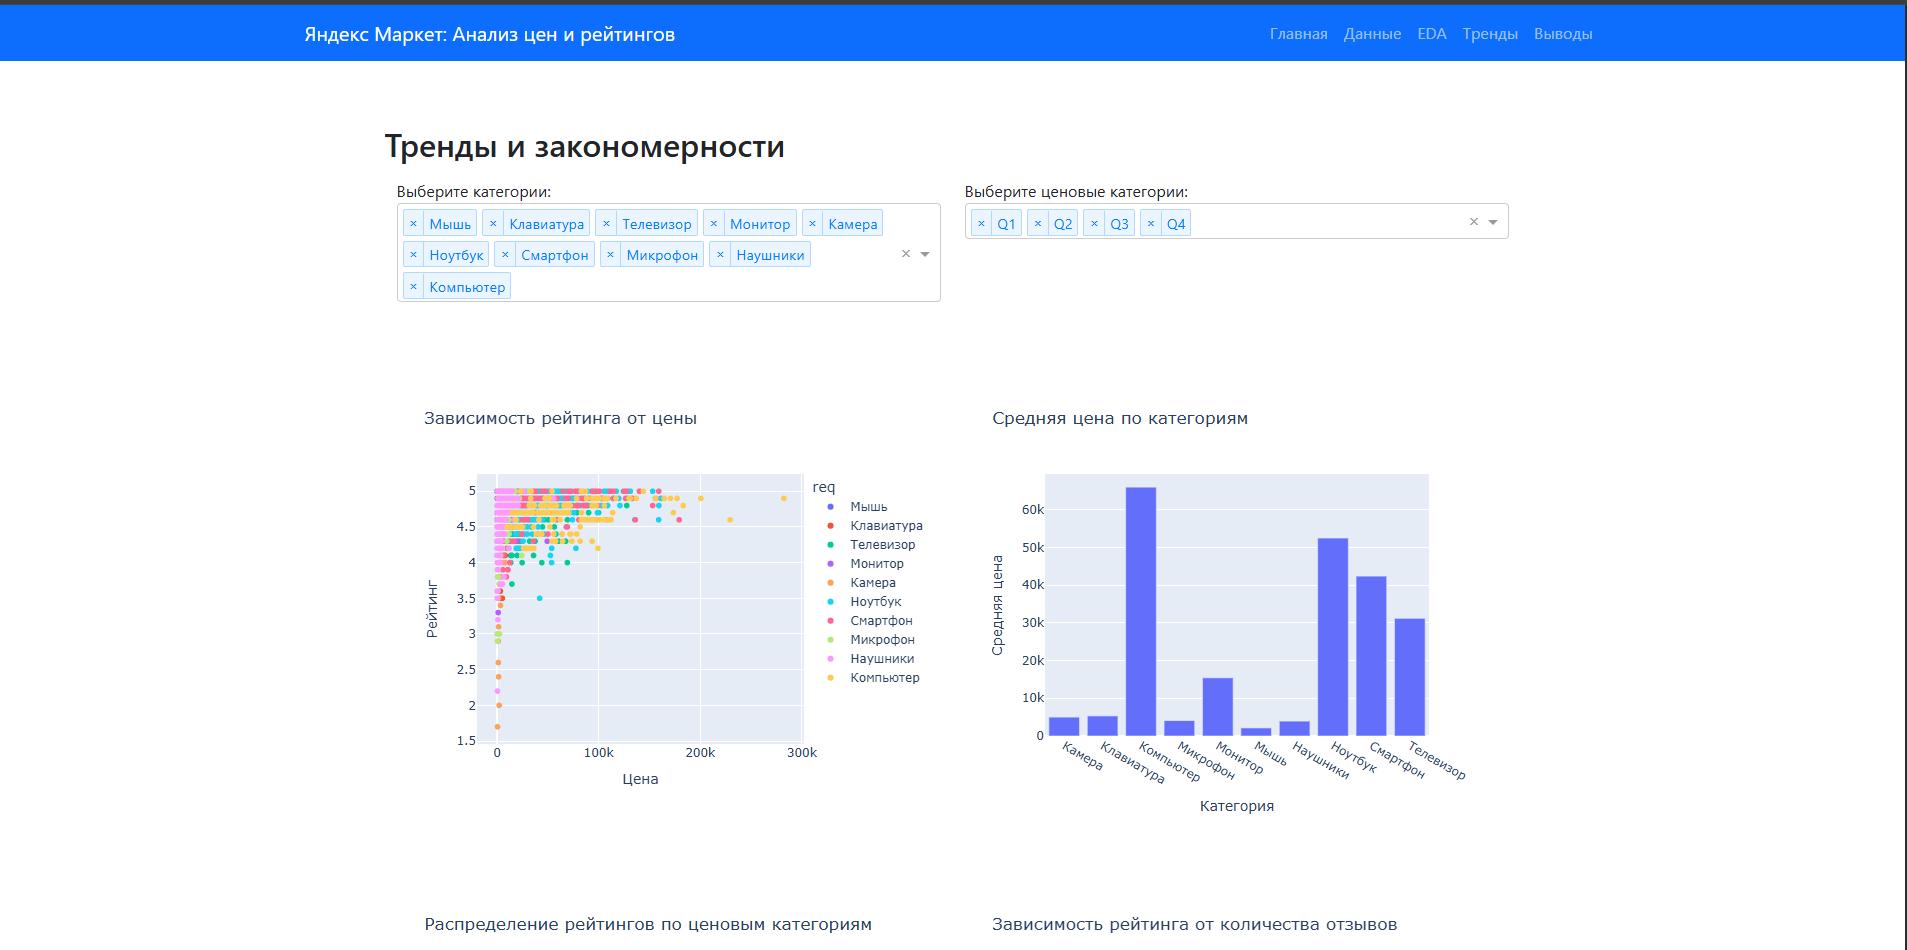 Яндекс Маркет: Анализ цен и рейтингов
Главная Данные EDA Тренды Выводы
Тренды и закономерности
Выберите категории:
× Мышь × Клавиатура × Телевизор × Монитор × Камера
× Ноутбук × Смартфон × Микрофон × Наушники
× Компьютер
×
Выберите ценовые категории:
× Q1 × Q2 × Q3 × Q4 ×
Зависимость рейтинга от цены
5
4.5
4
3.5
3
2.5
2
1.5
Рейтинг
0 100k 200k 300k
Цена
req
Мышь
Клавиатура
Телевизор
Монитор
Камера
Ноутбук
Смартфон
Микрофон
Наушники
Компьютер
Средняя цена по категориям
60k
50k
40k
30k
20k
10k
0
Средняя цена
Камера Клавиатура Компьютер Микрофон Монитор Мышь Наушники Ноутбук Смартфон Телевизор
Категория
Распределение рейтингов по ценовым категориям
Зависимость рейтинга от количества отзывов